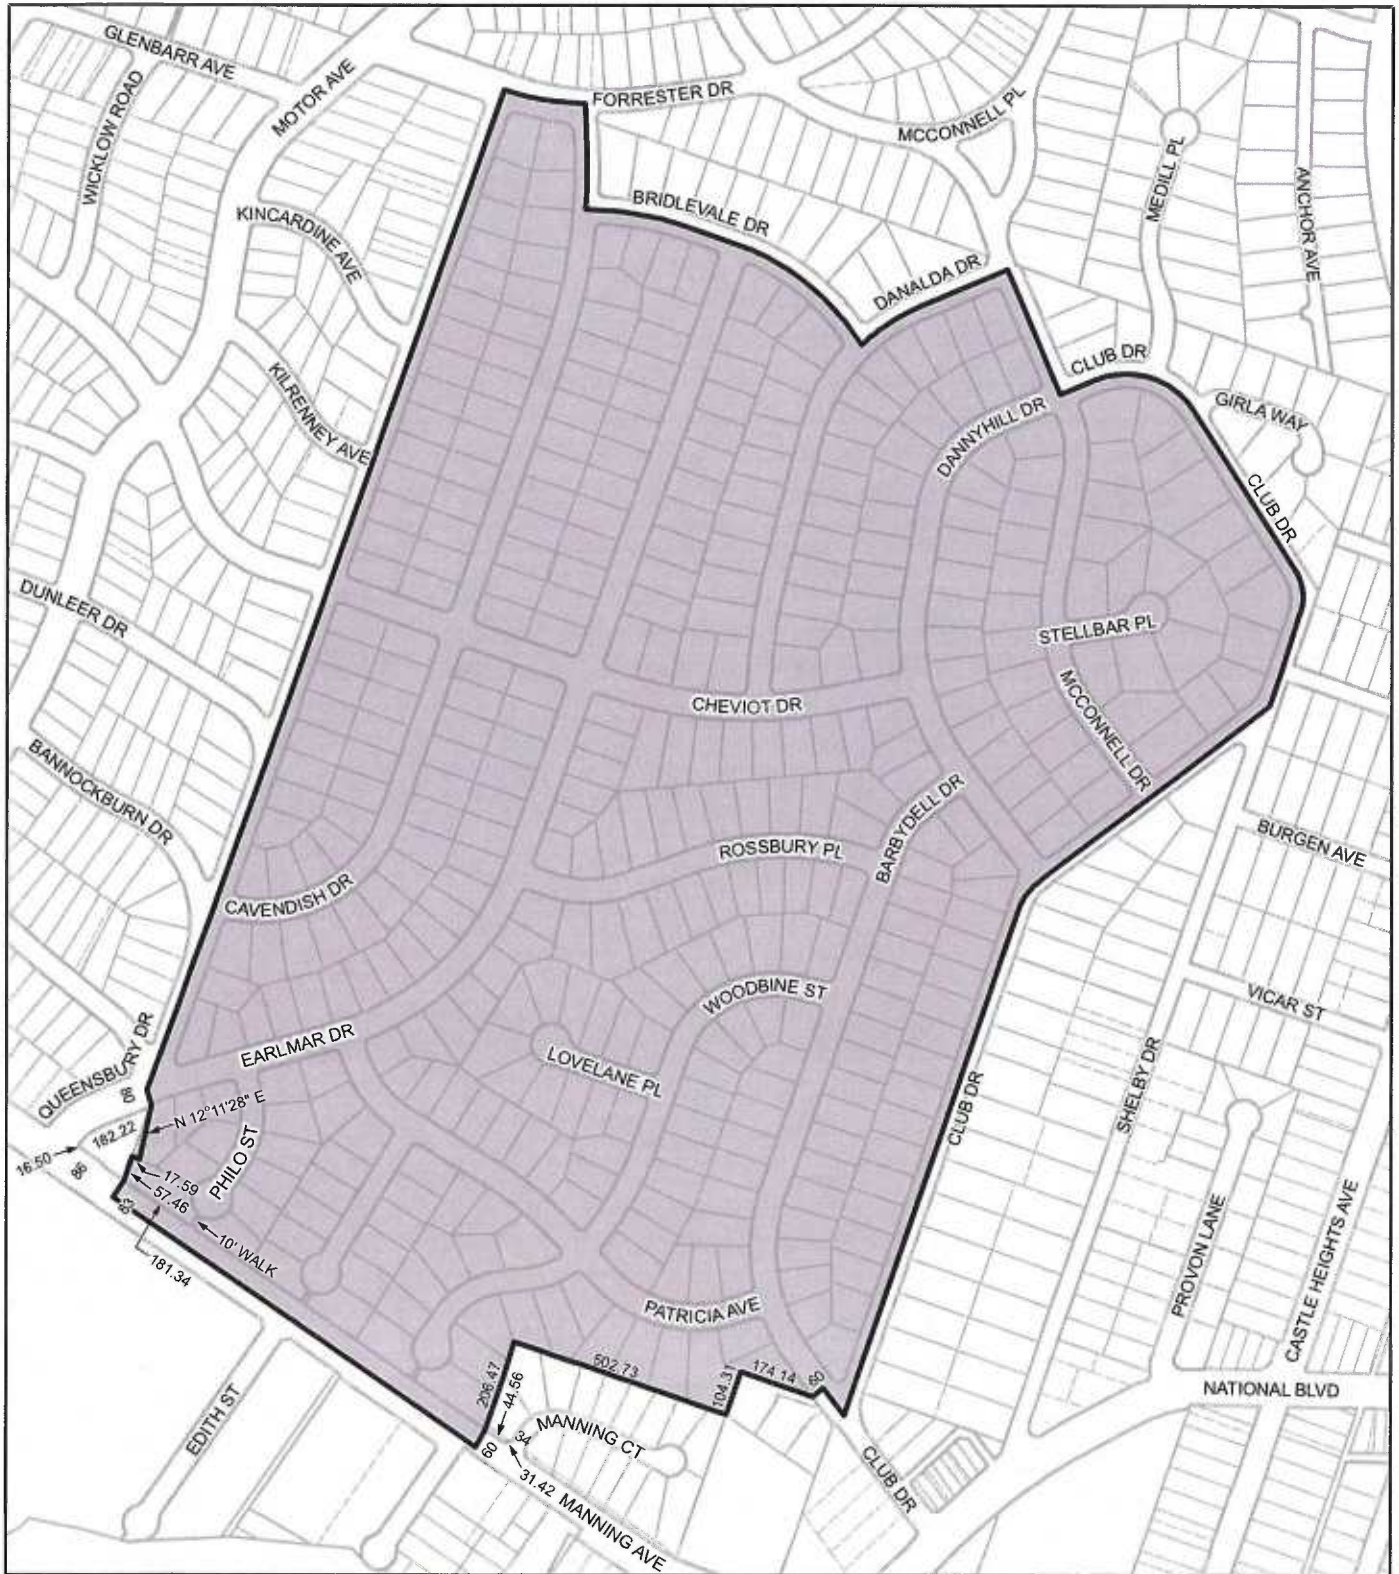 GLENBARR AVE
WICKLOW ROAD
MOTOR AVE
FORRESTER DR
MCCONNELL PL
MEDILL PL
ANCHOR AVE
KINCARDINE AVE
BRIDLEVALE DR
DANALDA DR
CLUB DR
GIRLA WAY
KILRENNEY AVE
DANNYHILL DR
CLUB DR
DUNLEER DR
STELLBAR PL
CHEVIOT DR
MCCONNELL DR
BANNOCKBURN DR
BARBYDELL DR
BURGEN AVE
ROSSBURY PL
CAVENDISH DR
WOODBINE ST
VICAR ST
QUEENSBURY DR
EARLMAR DR
LOVELANE PL
CLUB DR
SHELBY DR
N 12°11'28" E
182.22
16.50
86
PHILO ST
17.59
57.46
83
10' WALK
181.34
PROVON LANE
CASTLE HEIGHTS AVE
PATRICIA AVE
206.47
44.56
502.73
104.31
174.14
60
NATIONAL BLVD
EDITH ST
MANNING CT
34
60
31.42
MANNING AVE
CLUB DR